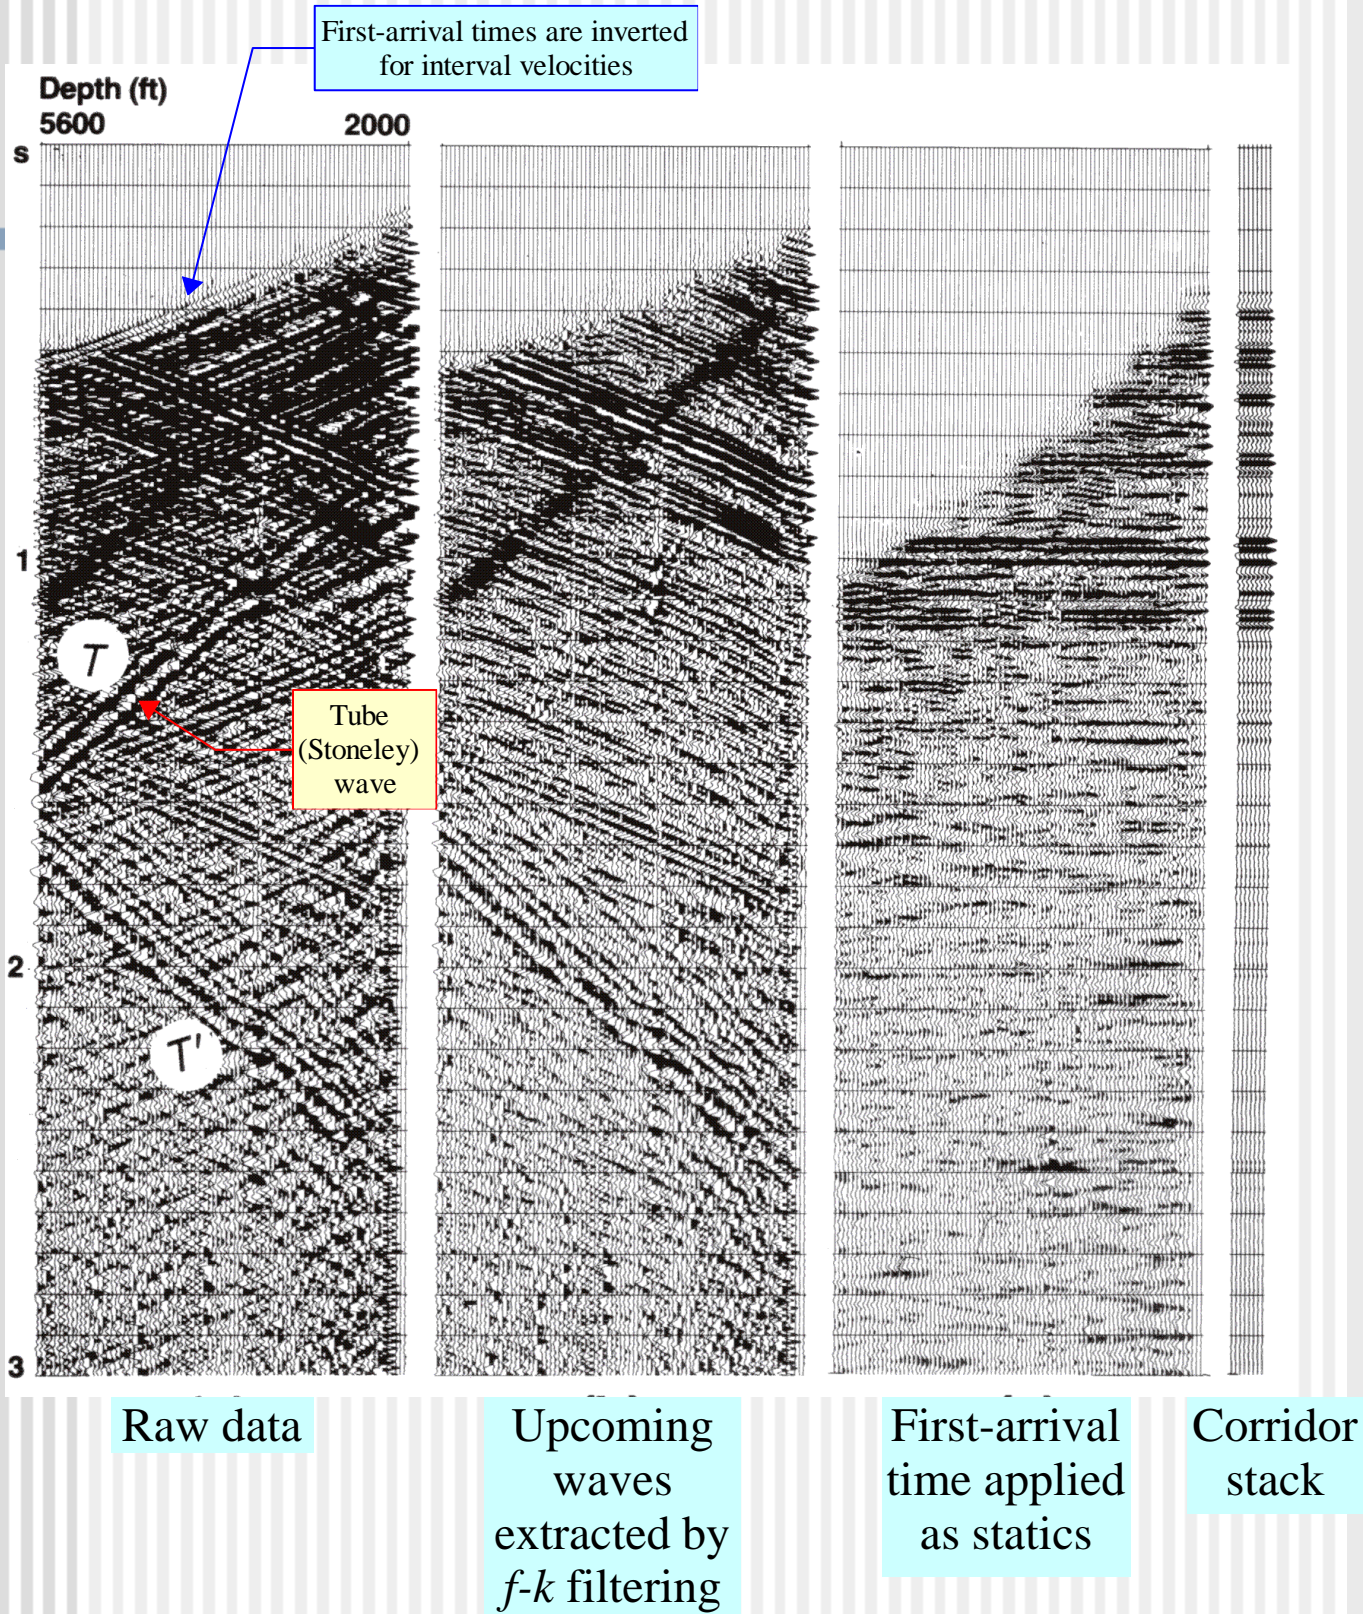 First-arrival times are inverted
for interval velocities
Depth (ft)
5600 2000
s
1
T
Tube
(Stoneley)
wave
2
T'
3
Raw data
Upcoming
waves
extracted by
f-k filtering
First-arrival
time applied
as statics
Corridor
stack